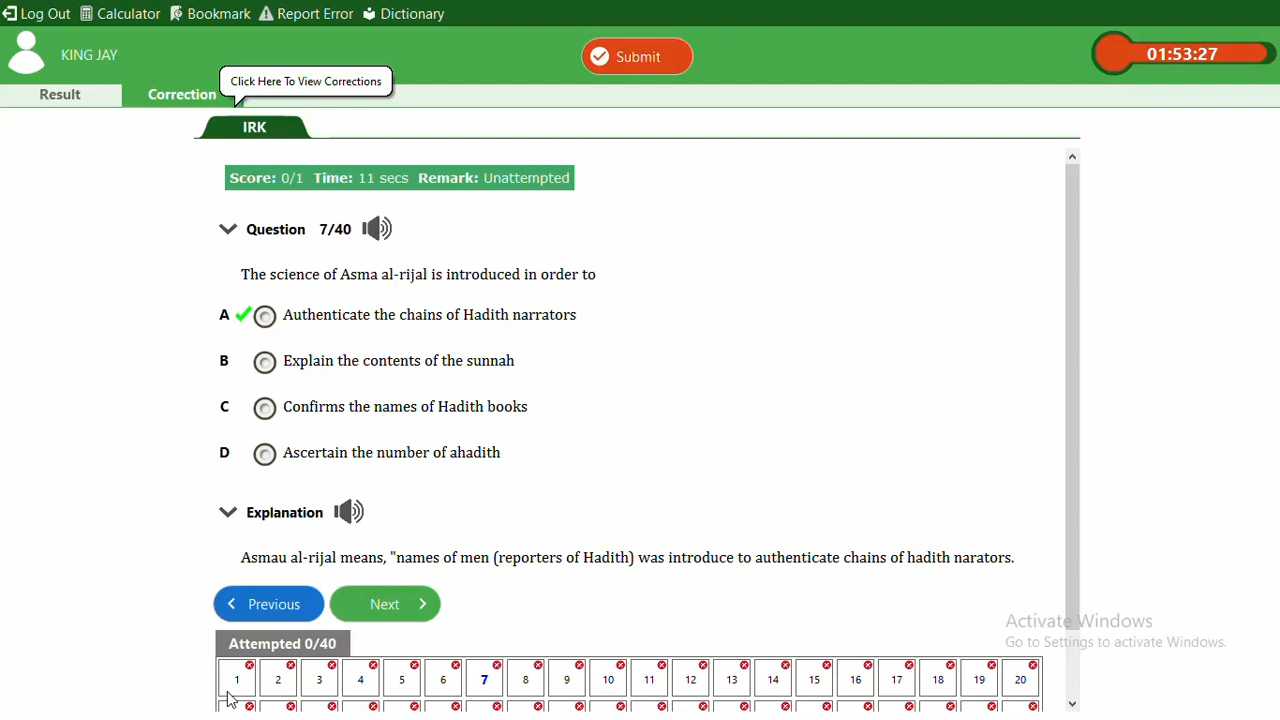 Log Out Calculator Bookmark Report Error Dictionary
KING JAY
Submit
01:53:27
Click Here To View Corrections
Result Correction
IRK
Score: 0/1 Time: 11 secs Remark: Unattempted
Question 7/40
The science of Asma al-rijal is introduced in order to
A Authenticate the chains of Hadith narrators
B Explain the contents of the sunnah
C Confirms the names of Hadith books
D Ascertain the number of ahadith
Explanation
Asmau al-rijal means, "names of men (reporters of Hadith) was introduce to authenticate chains of hadith narators.
Previous Next
Activate Windows
Go to Settings to activate Windows.
Attempted 0/40
1 2 3 4 5 6 7 8 9 10 11 12 13 14 15 16 17 18 19 20